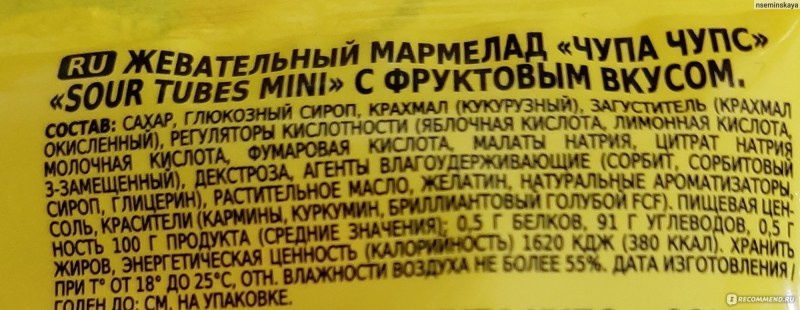 nseminskaya
RU ЖЕВАТЕЛЬНЫЙ МАРМЕЛАД «ЧУПА ЧУПС»
«SOUR TUBES MINI» С ФРУКТОВЫМ ВКУСОМ.
СОСТАВ: САХАР, ГЛЮКОЗНЫЙ СИРОП, КРАХМАЛ (КУКУРУЗНЫЙ), ЗАГУСТИТЕЛЬ (КРАХМАЛ
ОКИСЛЕННЫЙ), РЕГУЛЯТОРЫ КИСЛОТНОСТИ (ЯБЛОЧНАЯ КИСЛОТА, ЛИМОННАЯ КИСЛОТА,
МОЛОЧНАЯ КИСЛОТА, ФУМАРОВАЯ КИСЛОТА, МАЛАТЫ НАТРИЯ, ЦИТРАТ НАТРИЯ
3-ЗАМЕЩЕННЫЙ), ДЕКСТРОЗА, АГЕНТЫ ВЛАГОУДЕРЖИВАЮЩИЕ (СОРБИТ, СОРБИТОВЫЙ
СИРОП, ГЛИЦЕРИН), РАСТИТЕЛЬНОЕ МАСЛО, ЖЕЛАТИН, НАТУРАЛЬНЫЕ АРОМАТИЗАТОРЫ,
СОЛЬ, КРАСИТЕЛИ (КАРМИНЫ, КУРКУМИН, БРИЛЛИАНТОВЫЙ ГОЛУБОЙ FCF). ПИЩЕВАЯ ЦЕН-
НОСТЬ 100 Г ПРОДУКТА (СРЕДНИЕ ЗНАЧЕНИЯ): 0,5 Г БЕЛКОВ, 91 Г УГЛЕВОДОВ, 0,5 Г
ЖИРОВ, ЭНЕРГЕТИЧЕСКАЯ ЦЕННОСТЬ (КАЛОРИЙНОСТЬ) 1620 КДЖ (380 ККАЛ). ХРАНИТЬ
ПРИ Т° ОТ 18° ДО 25°С, ОТН. ВЛАЖНОСТИ ВОЗДУХА НЕ БОЛЕЕ 55%. ДАТА ИЗГОТОВЛЕНИЯ /
ГОДЕН ДО: СМ. НА УПАКОВКЕ.
RECOMMEND.RU